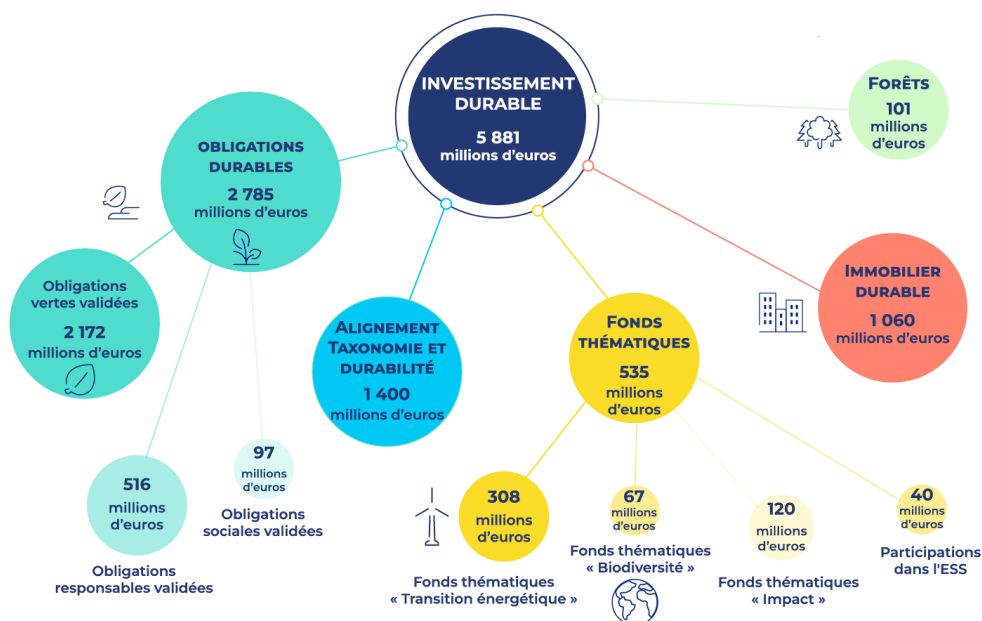 INVESTISSEMENT
DURABLE
5 881
millions d'euros
FORÊTS
101
millions
d'euros
OBLIGATIONS
DURABLES
2 785
millions d'euros
Obligations
vertes validées
2 172
millions d'euros
IMMOBILIER
DURABLE
1 060
millions d'euros
ALIGNEMENT
TAXONOMIE ET
DURABILITÉ
1 400
millions d'euros
FONDS
THÉMATIQUES
535
millions
d'euros
516
millions
d'euros
Obligations
responsables validées
97
millions
d'euros
Obligations
sociales validées
308
millions
d'euros
Fonds thématiques
« Transition énergétique »
67
millions
d'euros
Fonds thématiques
« Biodiversité »
120
millions
d'euros
Fonds thématiques
« Impact »
40
millions
d'euros
Participations
dans l'ESS